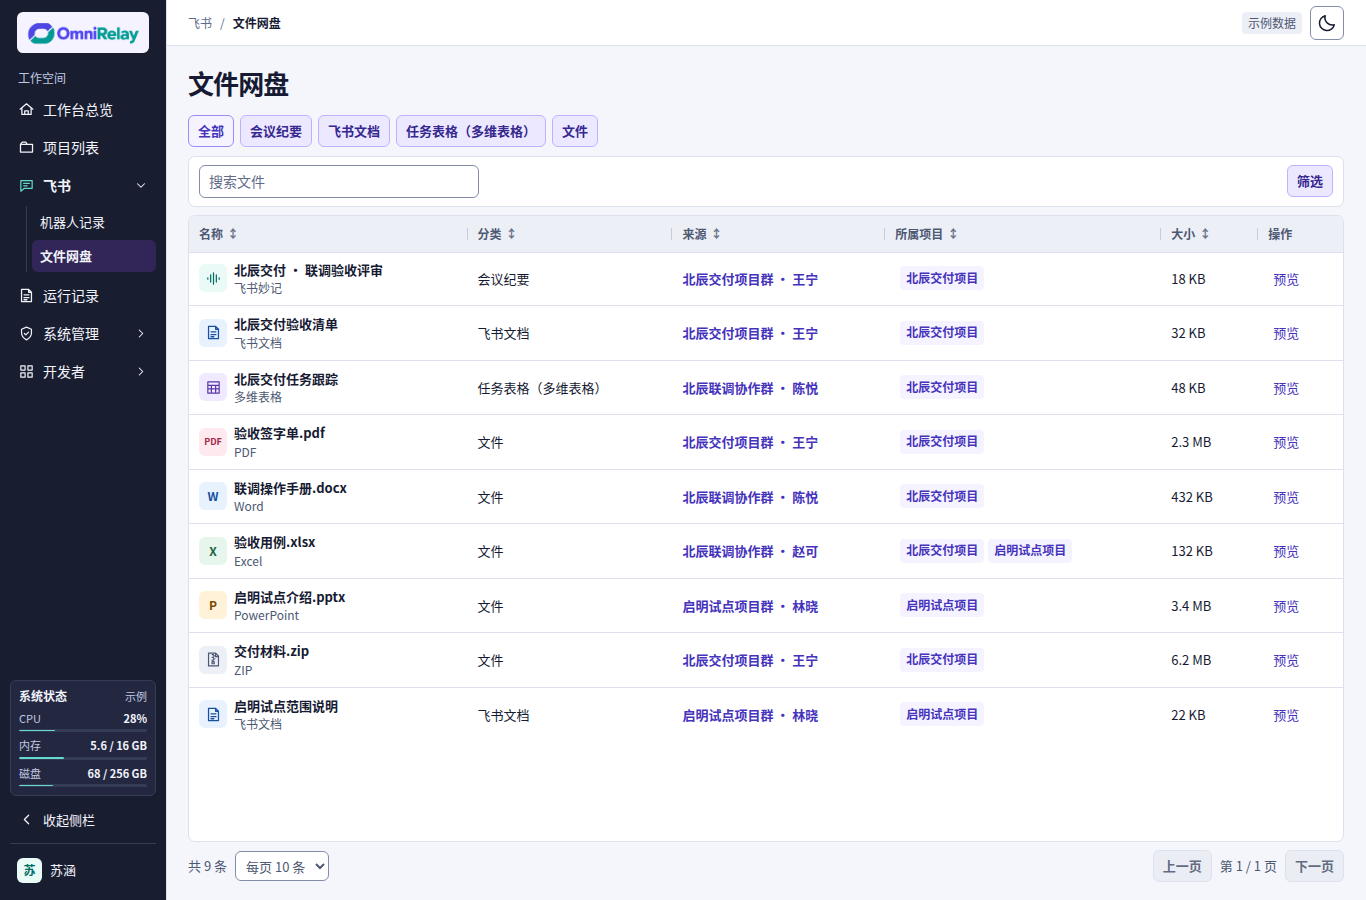 OmniRelay
工作空间
工作台总览
项目列表
飞书
机器人记录
文件网盘
运行记录
系统管理
开发者
系统状态 示例
CPU 28%
内存 5.6 / 16 GB
磁盘 68 / 256 GB
收起侧栏
苏 苏涵
飞书 / 文件网盘
示例数据
文件网盘
全部 会议纪要 飞书文档 任务表格（多维表格） 文件
搜索文件 筛选
名称 分类 来源 所属项目 大小 操作
北辰交付 · 联调验收评审
飞书妙记
会议纪要 北辰交付项目群 · 王宁 北辰交付项目 18 KB 预览
北辰交付验收清单
飞书文档
飞书文档 北辰交付项目群 · 王宁 北辰交付项目 32 KB 预览
北辰交付任务跟踪
多维表格
任务表格（多维表格） 北辰联调协作群 · 陈悦 北辰交付项目 48 KB 预览
PDF 验收签字单.pdf
PDF
文件 北辰交付项目群 · 王宁 北辰交付项目 2.3 MB 预览
W 联调操作手册.docx
Word
文件 北辰联调协作群 · 陈悦 北辰交付项目 432 KB 预览
X 验收用例.xlsx
Excel
文件 北辰联调协作群 · 赵可 北辰交付项目 启明试点项目 132 KB 预览
P 启明试点介绍.pptx
PowerPoint
文件 启明试点项目群 · 林晓 启明试点项目 3.4 MB 预览
交付材料.zip
ZIP
文件 北辰交付项目群 · 王宁 北辰交付项目 6.2 MB 预览
启明试点范围说明
飞书文档
飞书文档 启明试点项目群 · 林晓 启明试点项目 22 KB 预览
共 9 条 每页 10 条 上一页 第 1 / 1 页 下一页